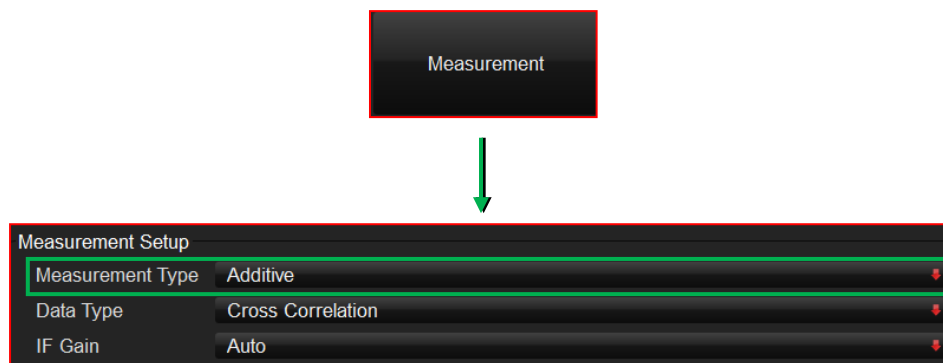 Measurement
Measurement Setup
Measurement Type Additive
Data Type Cross Correlation
IF Gain Auto